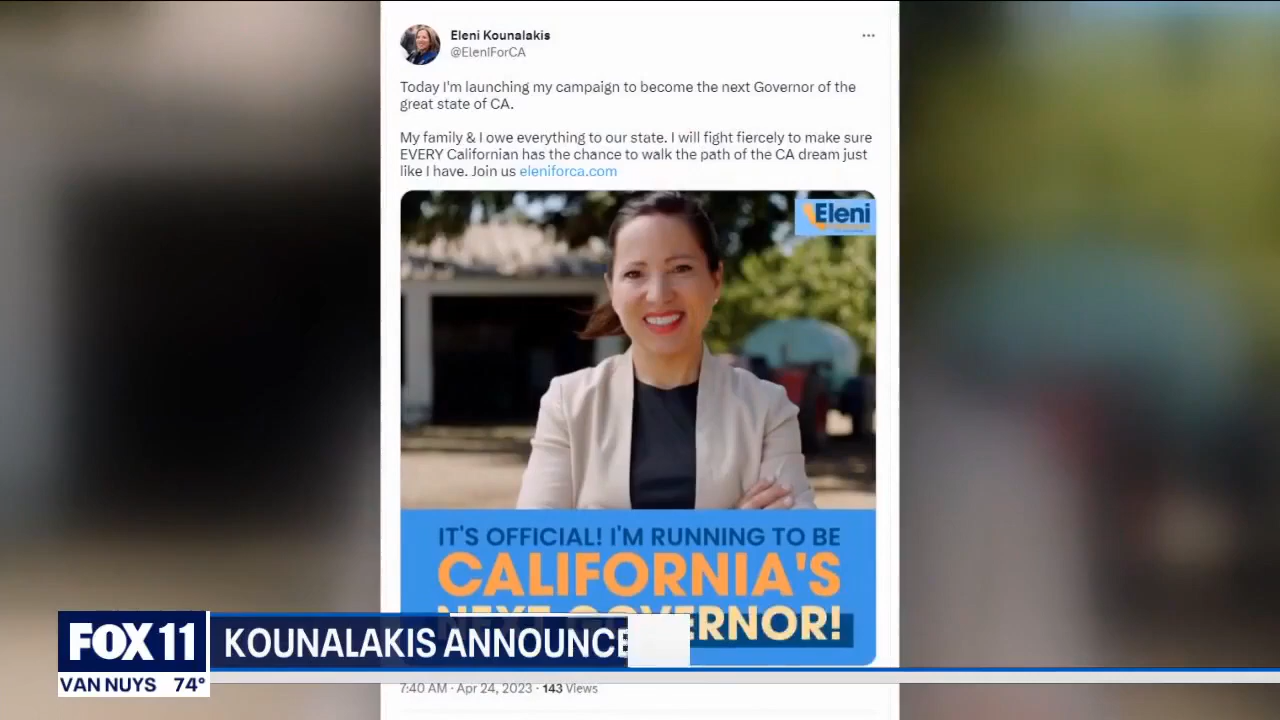 Eleni Kounalakis
@EleniForCA
Today I'm launching my campaign to become the next Governor of the
great state of CA.
My family & I owe everything to our state. I will fight fiercely to make sure
EVERY Californian has the chance to walk the path of the CA dream just
like I have. Join us eleniforca.com
Eleni
IT'S OFFICIAL! I'M RUNNING TO BE
CALIFORNIA'S
NEXT GOVERNOR!
FOX 11
KOUNALAKIS ANNOUNCE
VAN NUYS 74°
7:40 AM · Apr 24, 2023 · 143 Views